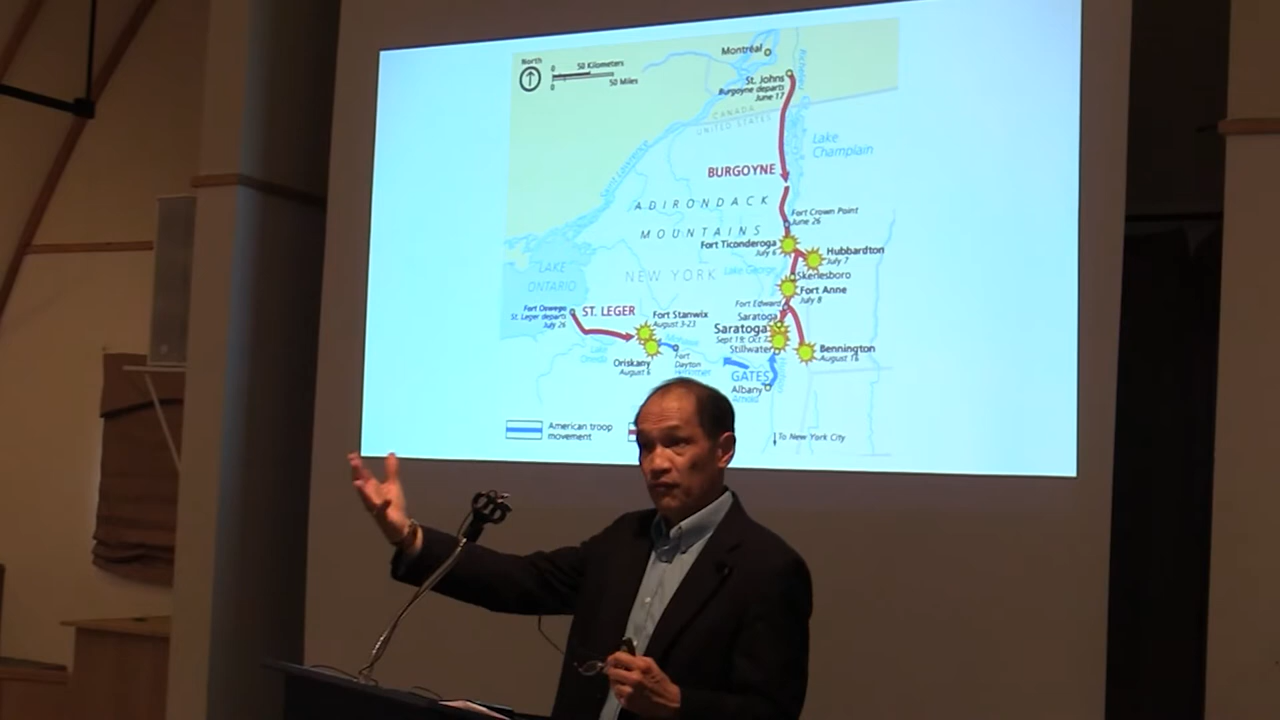 North
0
50 Kilometers
0
50 Miles
Montréal
St. Johns
Burgoyne departs
June 17
CANADA
UNITED STATES
Saint Lawrence
Lake
Champlain
BURGOYNE
ADIRONDACK
MOUNTAINS
Fort Crown Point
June 26
Fort Ticonderoga
July 6
Hubbardton
July 7
LAKE
ONTARIO
NEW YORK
Lake George
Skenesboro
Fort Anne
July 8
Fort Edward
Fort Oswego
St. Leger departs
July 26
ST. LEGER
Fort Stanwix
August 3-23
Saratoga
Saratoga
Stillwater
Bennington
August 16
Oriskany
August 6
Fort
Dayton
GATES
Albany
Arnold
American troop
movement
To New York City